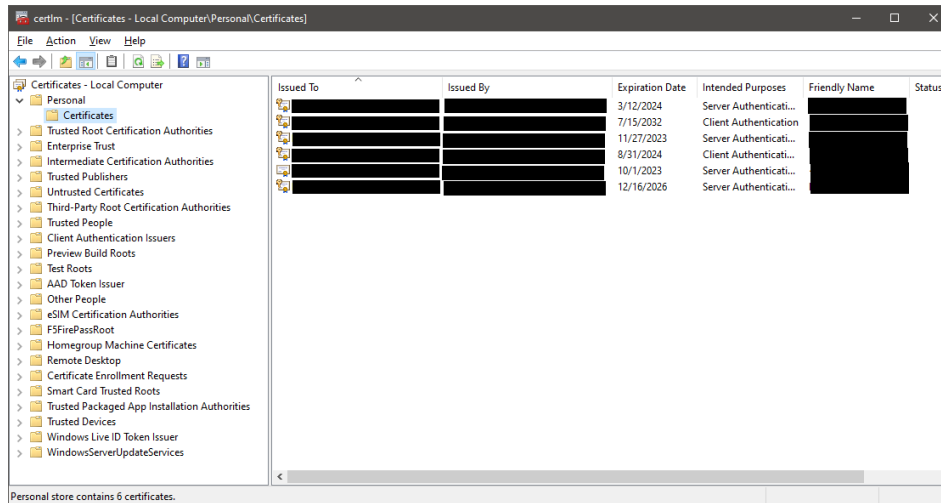 certlm - [Certificates - Local Computer\Personal\Certificates]
File Action View Help
Certificates - Local Computer
Personal
Certificates
Trusted Root Certification Authorities
Enterprise Trust
Intermediate Certification Authorities
Trusted Publishers
Untrusted Certificates
Third-Party Root Certification Authorities
Trusted People
Client Authentication Issuers
Preview Build Roots
Test Roots
AAD Token Issuer
Other People
eSIM Certification Authorities
F5FirePassRoot
Homegroup Machine Certificates
Remote Desktop
Certificate Enrollment Requests
Smart Card Trusted Roots
Trusted Packaged App Installation Authorities
Trusted Devices
Windows Live ID Token Issuer
WindowsServerUpdateServices
Issued To Issued By Expiration Date Intended Purposes Friendly Name Status
3/12/2024 Server Authenticati...
7/15/2032 Client Authentication
11/27/2023 Server Authenticati...
8/31/2024 Client Authenticati...
10/1/2023 Server Authenticati...
12/16/2026 Server Authenticati...
Personal store contains 6 certificates.